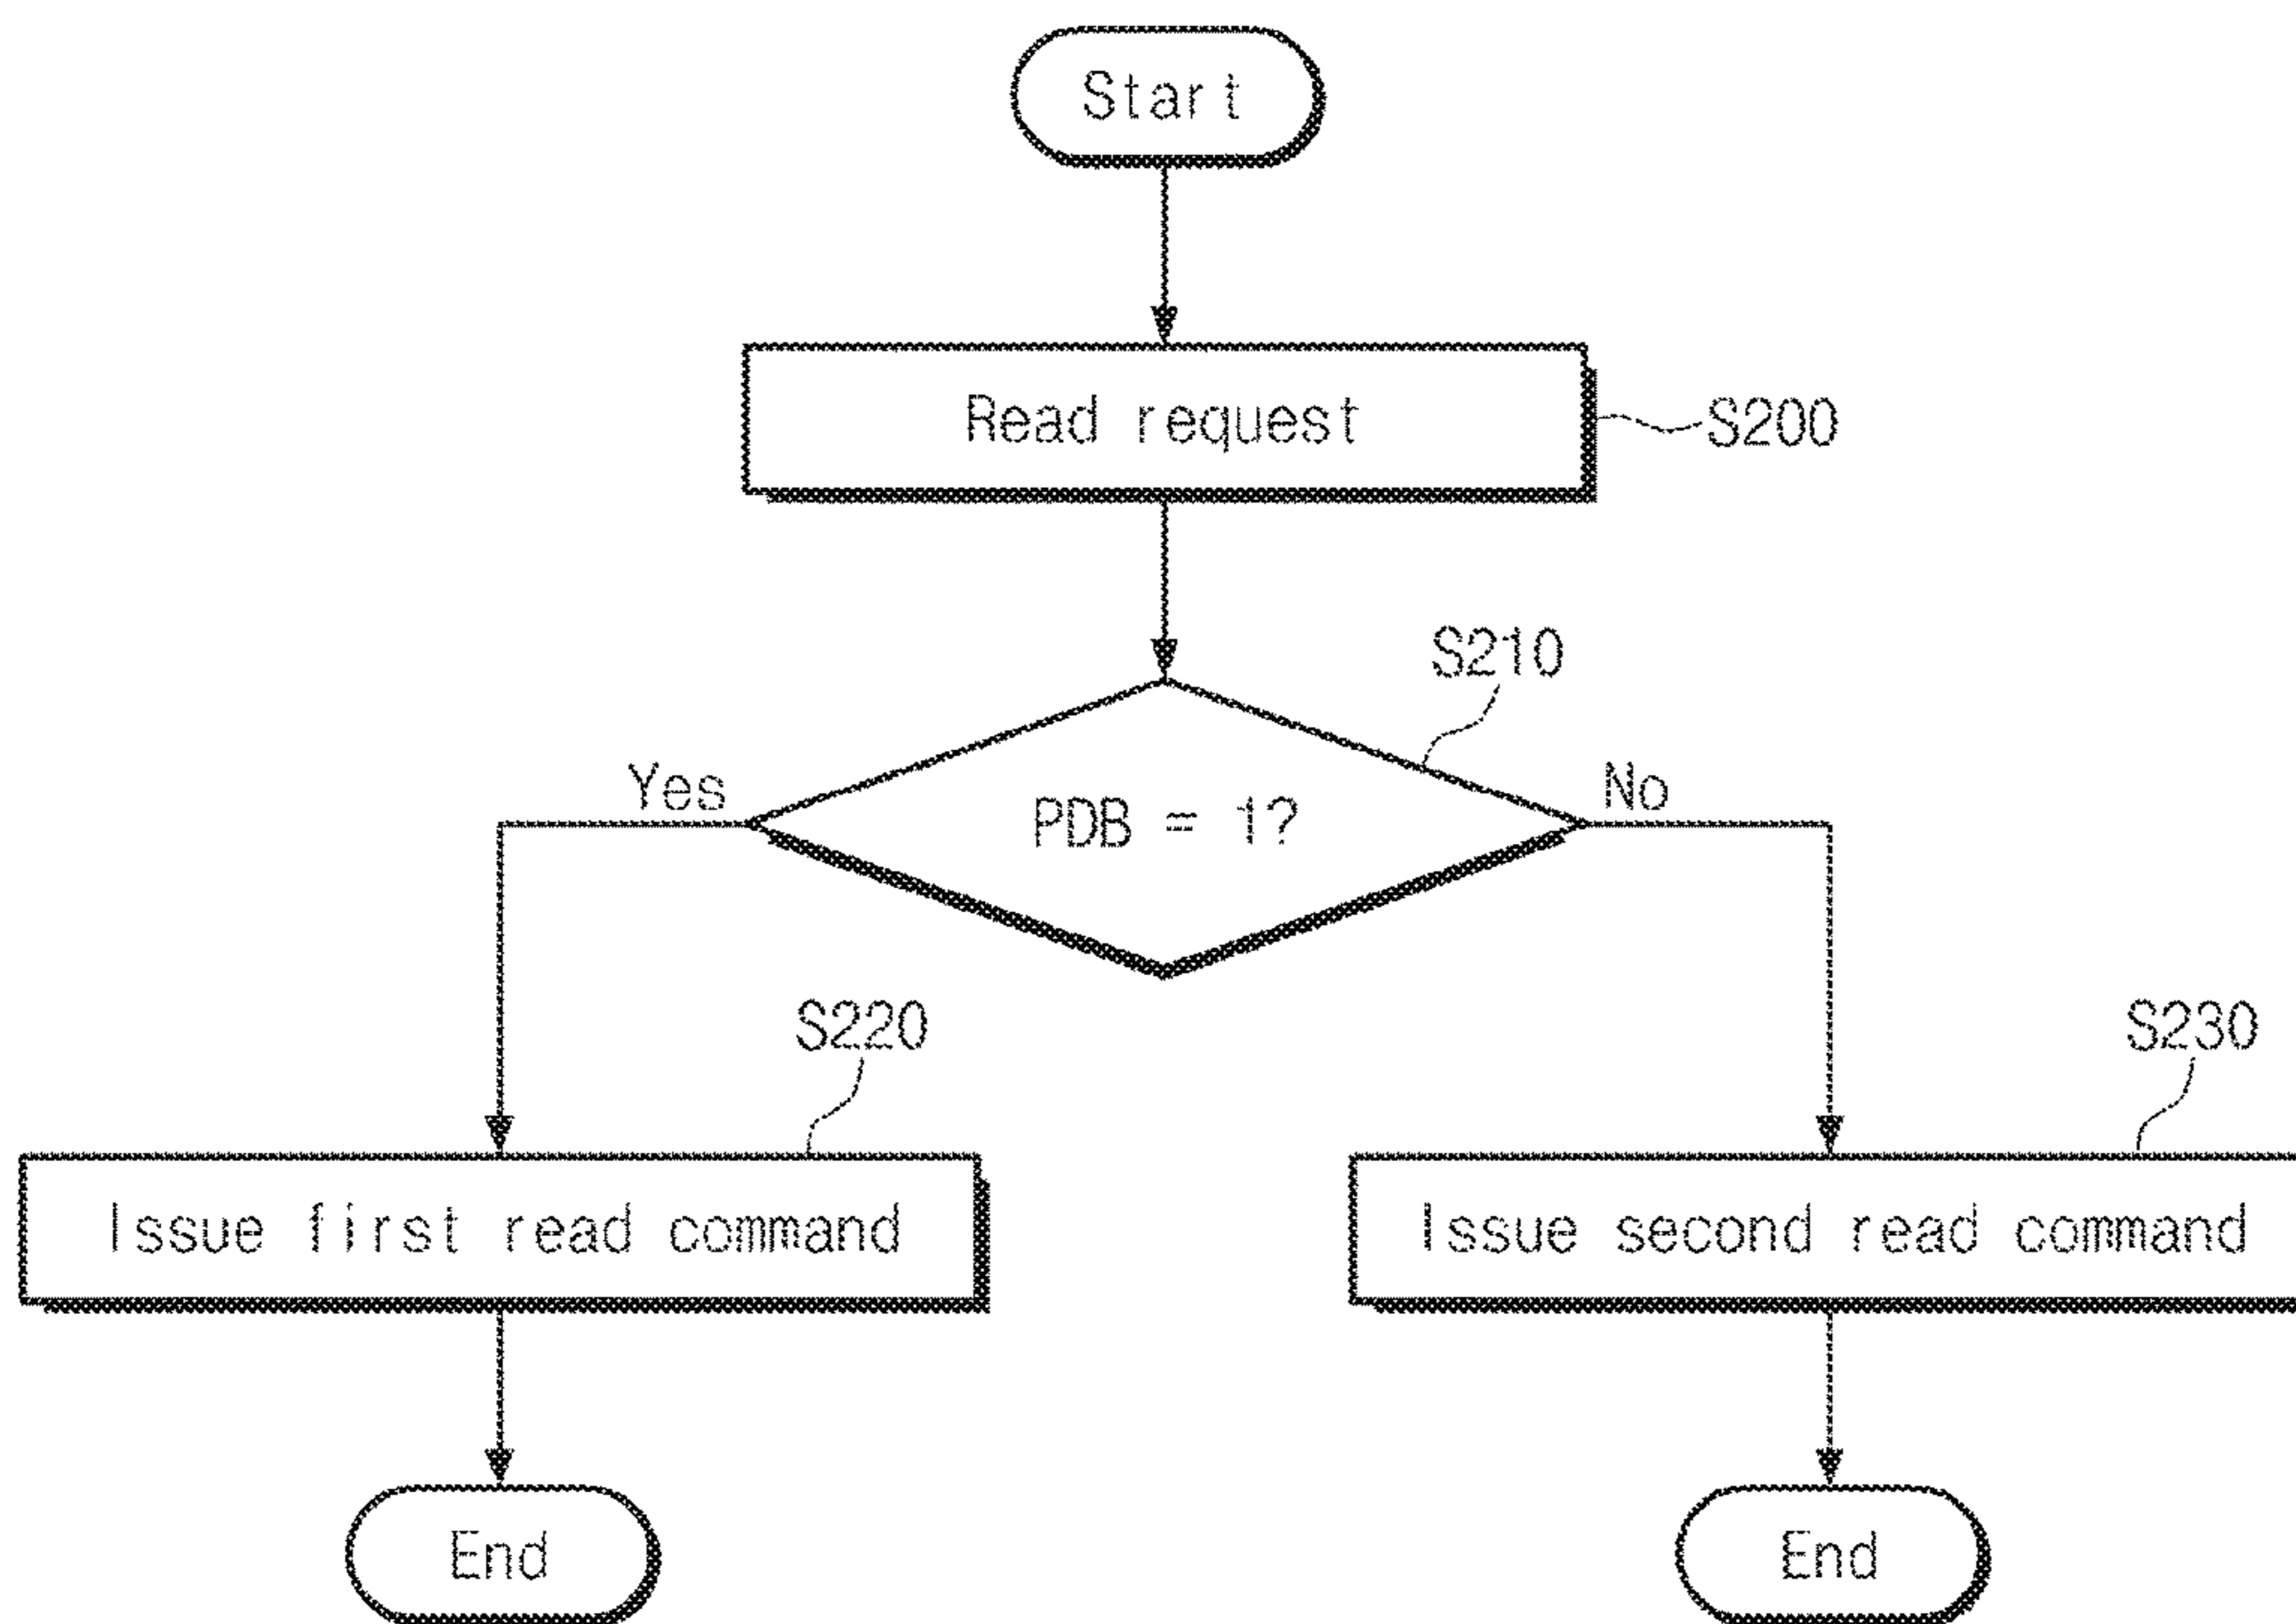 Start
Read request
S200
S210
Yes
PDB = 1?
No
S220
S230
Issue first read command
Issue second read command
End
End